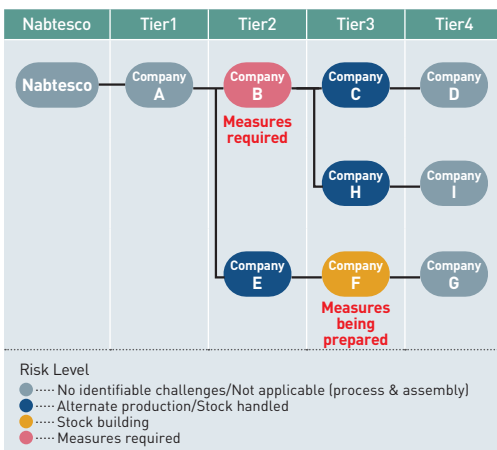 Nabtesco Tier1 Tier2 Tier3 Tier4
Nabtesco
Company
A
Company
B
Measures
required
Company
C
Company
D
Company
H
Company
I
Company
E
Company
F
Measures
being
prepared
Company
G
Risk Level
..... No identifiable challenges/Not applicable (process & assembly)
..... Alternate production/Stock handled
..... Stock building
..... Measures required